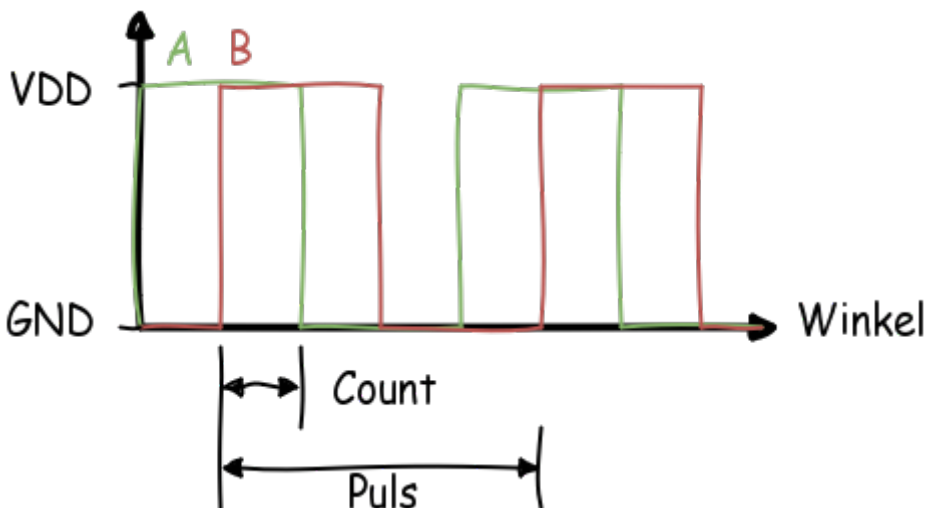 A B
VDD
GND
Winkel
Count
Puls